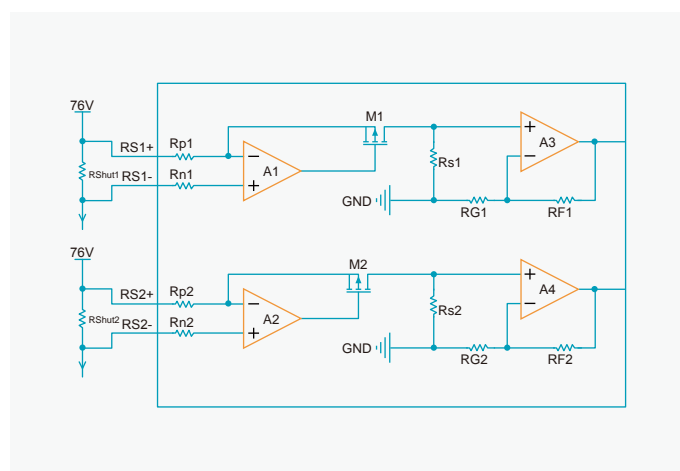 76V
M1
RS1+
Rp1
A3
RShut1
RS1-
Rn1
A1
Rs1
GND
RG1
RF1
76V
M2
RS2+
Rp2
A4
RShut2
RS2-
Rn2
A2
Rs2
GND
RG2
RF2